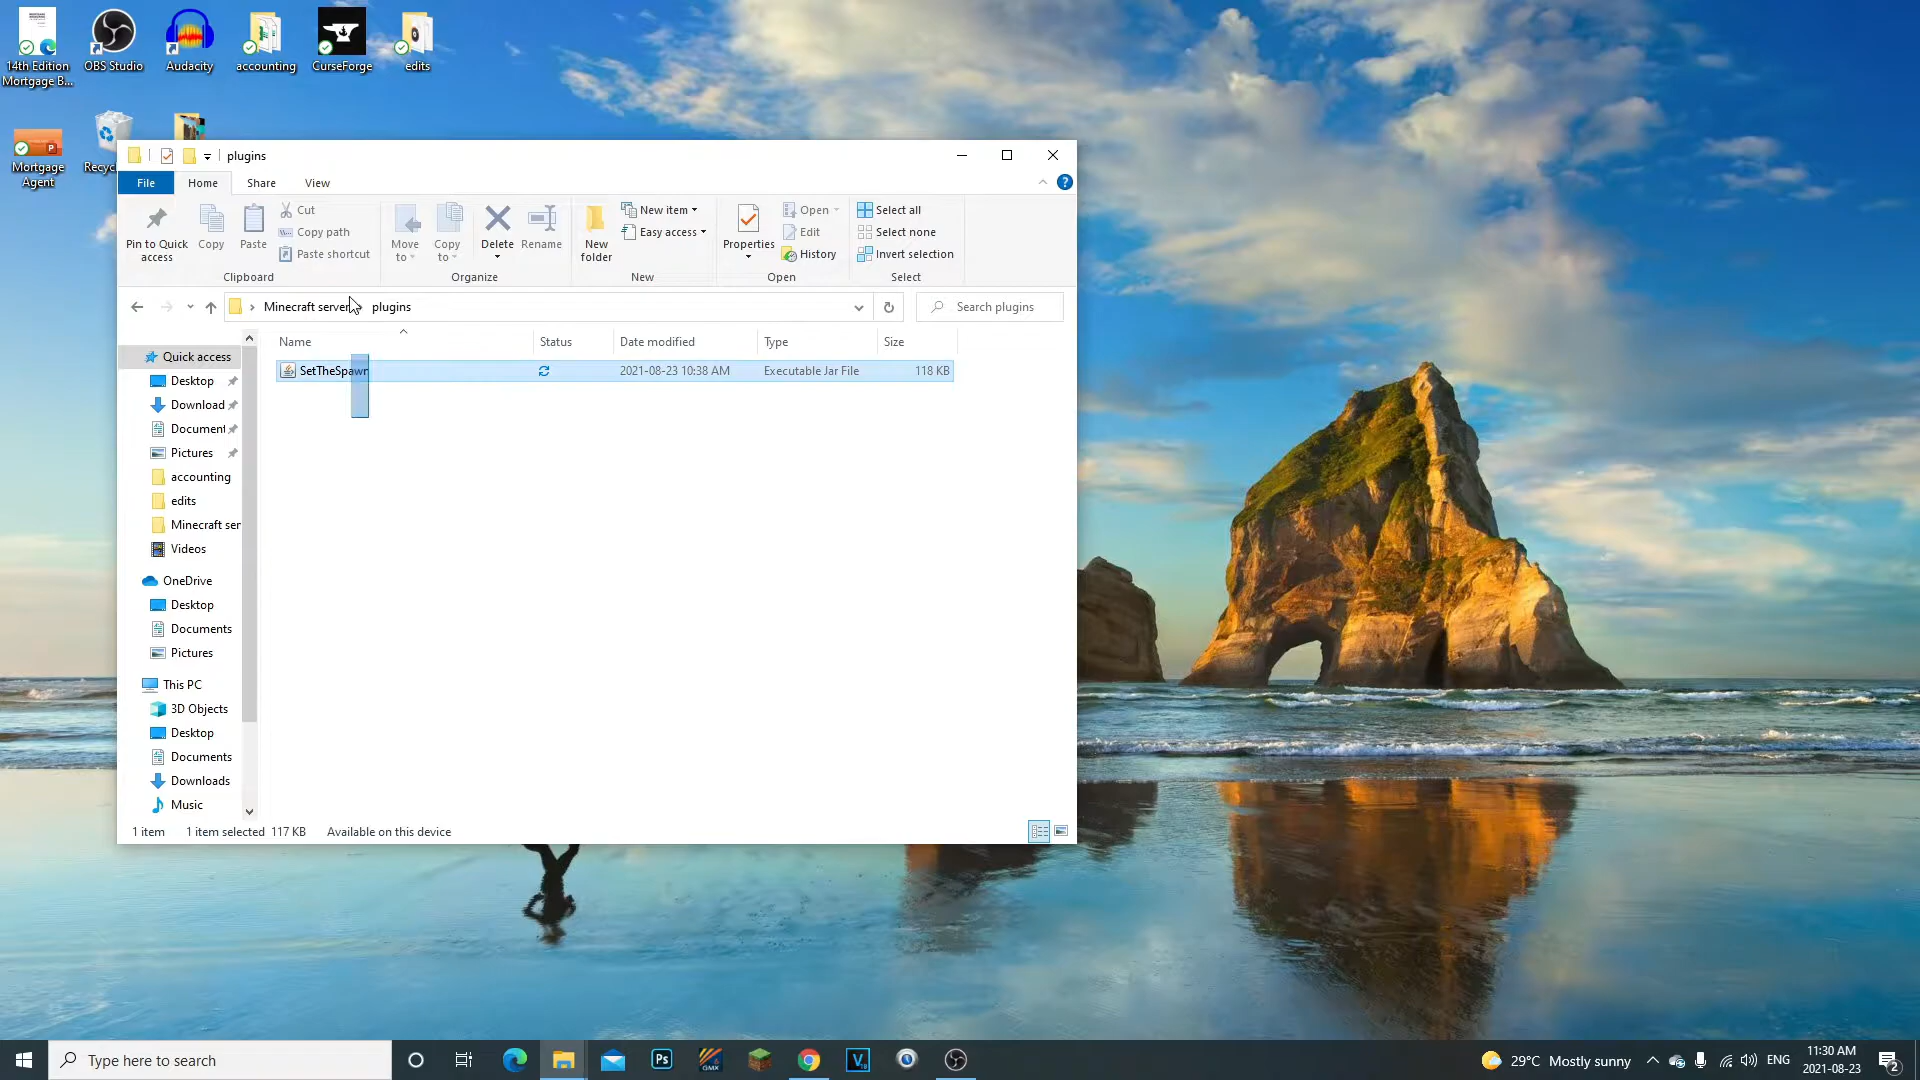 14th Edition
Mortgage B...
OBS Studio
Audacity
accounting
CurseForge
edits
Mortgage
Agent
Recyc
plugins
File
Home
Share
View
Pin to Quick
access
Copy
Paste
Cut
Copy path
Paste shortcut
Clipboard
Move
to
Copy
to
Delete
Rename
Organize
New
folder
New item
Easy access
New
Properties
Open
Edit
History
Open
Select all
Select none
Invert selection
Select
Minecraft server
plugins
Search plugins
Name
Status
Date modified
Type
Size
SetTheSpawn
2021-08-23 10:38 AM
Executable Jar File
118 KB
Quick access
Desktop
Download
Document
Pictures
accounting
edits
Minecraft ser
Videos
OneDrive
Desktop
Documents
Pictures
This PC
3D Objects
Desktop
Documents
Downloads
Music
1 item
1 item selected 117 KB
Available on this device
Type here to search
Ps
GMX
V
29°C Mostly sunny
ENG
11:30 AM
2021-08-23
2